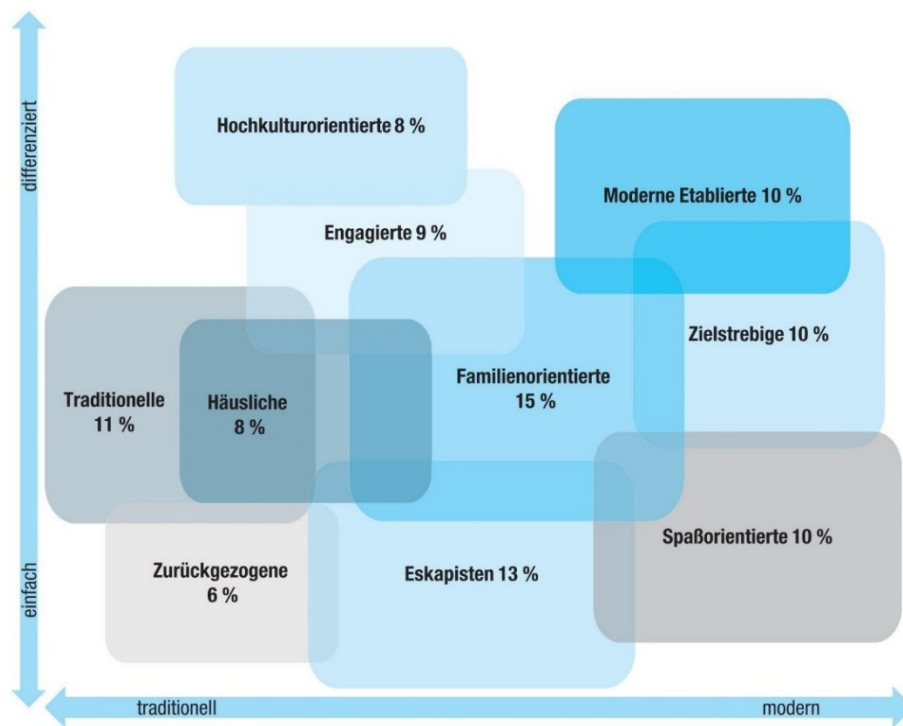 differenziert
Hochkulturorientierte 8 %
Moderne Etablierte 10 %
Engagierte 9 %
Zielstrebige 10 %
Familienorientierte
15 %
Traditionelle
11 %
Häusliche
8 %
Spaßorientierte 10 %
Zurückgezogene
6 %
Eskapisten 13 %
einfach
traditionell
modern